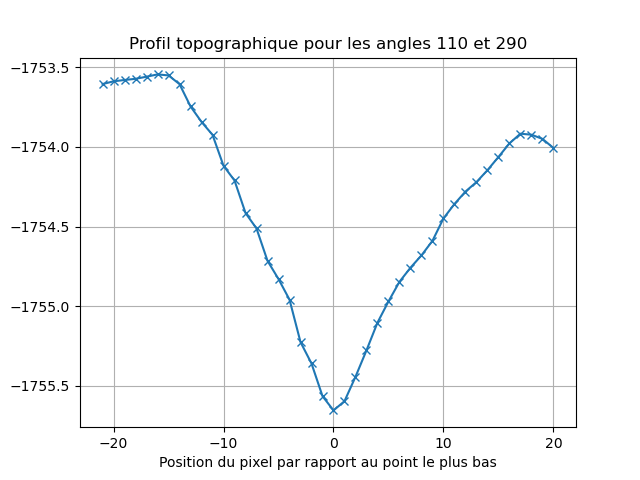 Profil topographique pour les angles 110 et 290
−1753.5
−1754.0
−1754.5
−1755.0
−1755.5
−20 −10 0 10 20
Position du pixel par rapport au point le plus bas